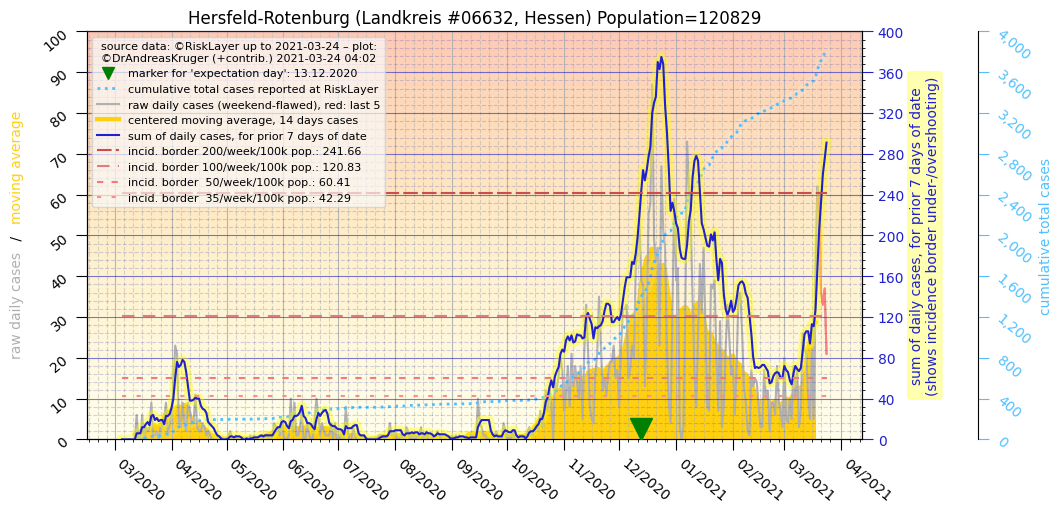 Hersfeld-Rotenburg (Landkreis #06632, Hessen) Population=120829
source data: ©RiskLayer up to 2021-03-24 – plot:
©DrAndreasKruger (+contrib.) 2021-03-24 04:02
marker for 'expectation day': 13.12.2020
cumulative total cases reported at RiskLayer
raw daily cases (weekend-flawed), red: last 5
centered moving average, 14 days cases
sum of daily cases, for prior 7 days of date
incid. border 200/week/100k pop.: 241.66
incid. border 100/week/100k pop.: 120.83
incid. border  50/week/100k pop.: 60.41
incid. border  35/week/100k pop.: 42.29
raw daily cases  /  moving average
100
90
80
70
60
50
40
30
20
10
0
03/2020
04/2020
05/2020
06/2020
07/2020
08/2020
09/2020
10/2020
11/2020
12/2020
01/2021
02/2021
03/2021
04/2021
400
360
320
280
240
200
160
120
80
40
0
sum of daily cases, for prior 7 days of date
(shows incidence border under-/overshooting)
4,000
3,600
3,200
2,800
2,400
2,000
1,600
1,200
800
400
0
cumulative total cases